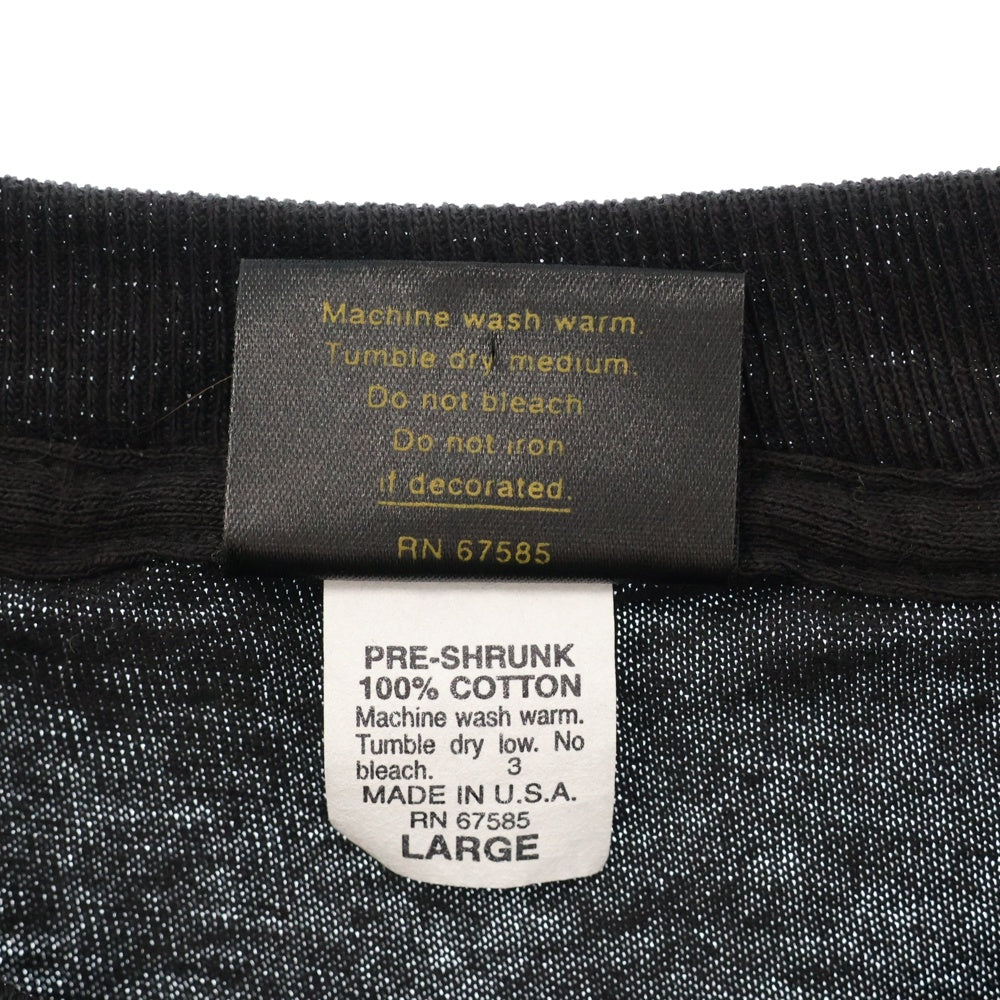 Machine wash warm.
Tumble dry medium.
Do not bleach
Do not iron
if decorated.
RN 67585
PRE-SHRUNK
100% COTTON
Machine wash warm.
Tumble dry low. No
bleach. 3
MADE IN U.S.A.
RN 67585
LARGE